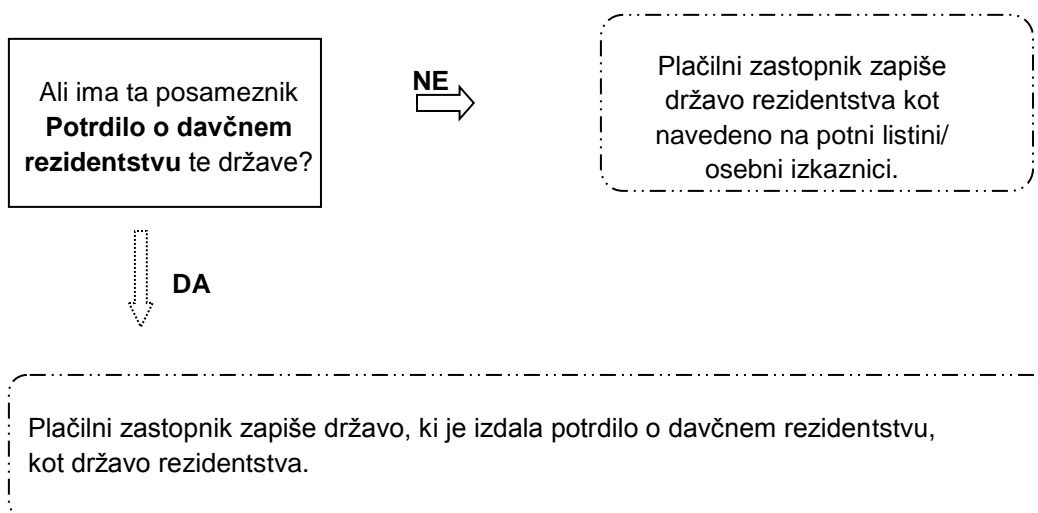 Ali ima ta posameznik
Potrdilo o davčnem
rezidentstvu te države?
NE
Plačilni zastopnik zapiše
državo rezidentstva kot
navedeno na potni listini/
osebni izkaznici.
DA
Plačilni zastopnik zapiše državo, ki je izdala potrdilo o davčnem rezidentstvu,
kot državo rezidentstva.